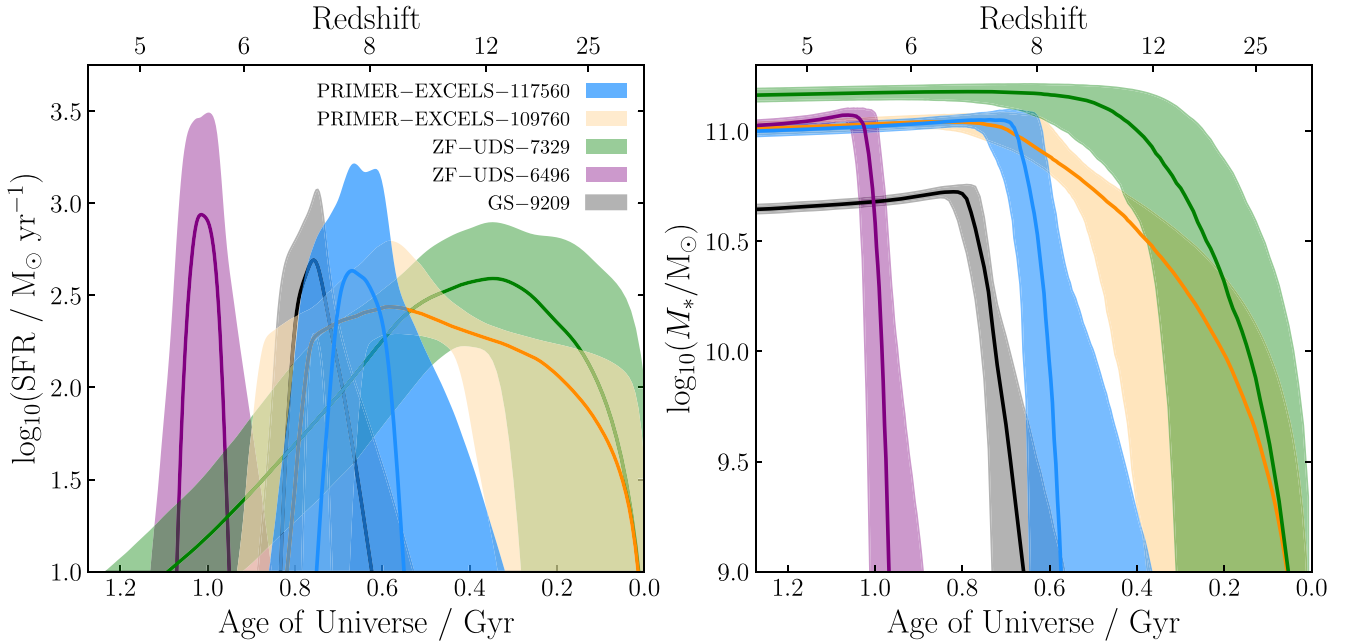 Redshift
5 6 8 12 25
log₁₀(SFR / M⊙ yr⁻¹)
3.5
3.0
2.5
2.0
1.5
1.0
PRIMER−EXCELS−117560
PRIMER−EXCELS−109760
ZF−UDS−7329
ZF−UDS−6496
GS−9209
1.2 1.0 0.8 0.6 0.4 0.2 0.0
Age of Universe / Gyr
Redshift
5 6 8 12 25
log₁₀(M*/M⊙)
11.0
10.5
10.0
9.5
9.0
1.2 1.0 0.8 0.6 0.4 0.2 0.0
Age of Universe / Gyr